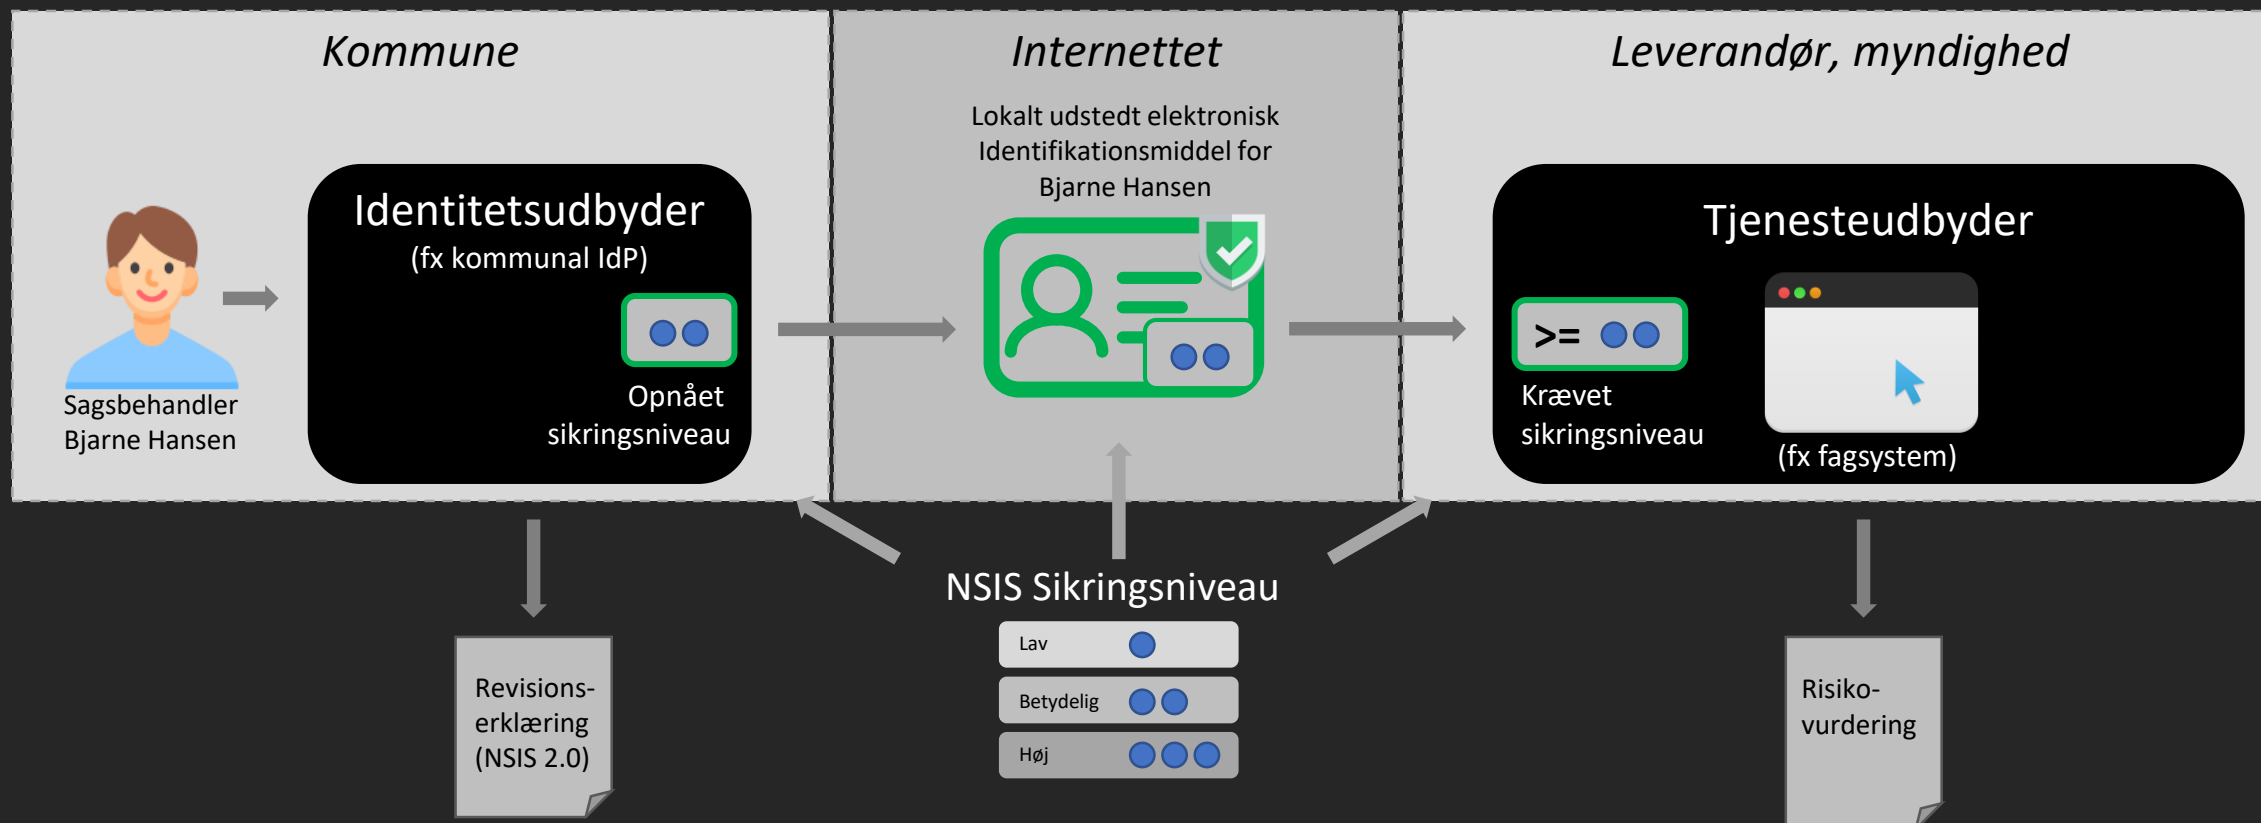 Kommune
Sagsbehandler
Bjarne Hansen
Identitetsudbyder
(fx kommunal IdP)
Opnået
sikringsniveau
Internettet
Lokalt udstedt elektronisk
Identifikationsmiddel for
Bjarne Hansen
Leverandør, myndighed
Tjenesteudbyder
>=
Krævet
sikringsniveau
(fx fagsystem)
Revisions-
erklæring
(NSIS 2.0)
NSIS Sikringsniveau
Lav
Betydelig
Høj
Risiko-
vurdering